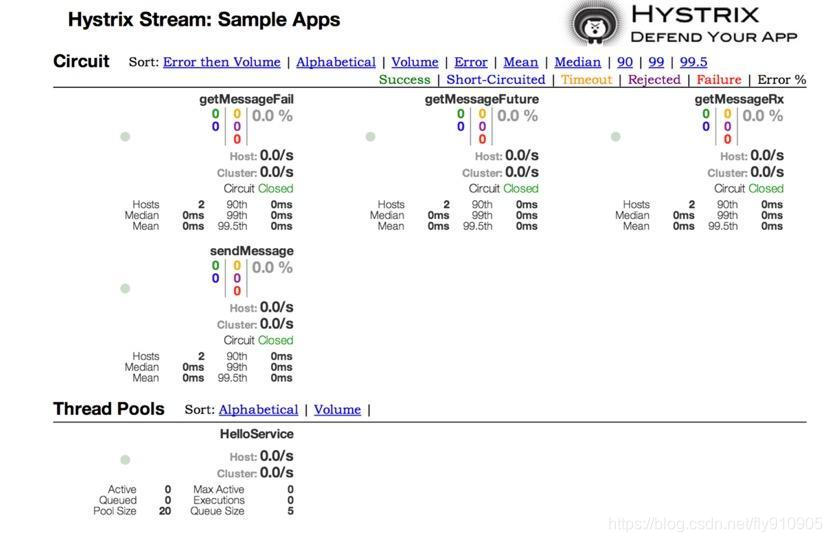 Hystrix Stream: Sample Apps
HYSTRIX
DEFEND YOUR APP
Circuit Sort: Error then Volume | Alphabetical | Volume | Error | Mean | Median | 90 | 99 | 99.5
Success | Short-Circuited | Timeout | Rejected | Failure | Error %
getMessageFail
0 0 0.0 %
0 0
0
Host: 0.0/s
Cluster: 0.0/s
Circuit Closed
Hosts 2 90th 0ms
Median 0ms 99th 0ms
Mean 0ms 99.5th 0ms
getMessageFuture
0 0 0.0 %
0 0
0
Host: 0.0/s
Cluster: 0.0/s
Circuit Closed
Hosts 2 90th 0ms
Median 0ms 99th 0ms
Mean 0ms 99.5th 0ms
getMessageRx
0 0 0.0 %
0 0
0
Host: 0.0/s
Cluster: 0.0/s
Circuit Closed
Hosts 2 90th 0ms
Median 0ms 99th 0ms
Mean 0ms 99.5th 0ms
sendMessage
0 0 0.0 %
0 0
0
Host: 0.0/s
Cluster: 0.0/s
Circuit Closed
Hosts 2 90th 0ms
Median 0ms 99th 0ms
Mean 0ms 99.5th 0ms
Thread Pools Sort: Alphabetical | Volume |
HelloService
Host: 0.0/s
Cluster: 0.0/s
Active 0 Max Active 0
Queued 0 Executions 0
Pool Size 20 Queue Size 5
https://blog.csdn.net/fly910905